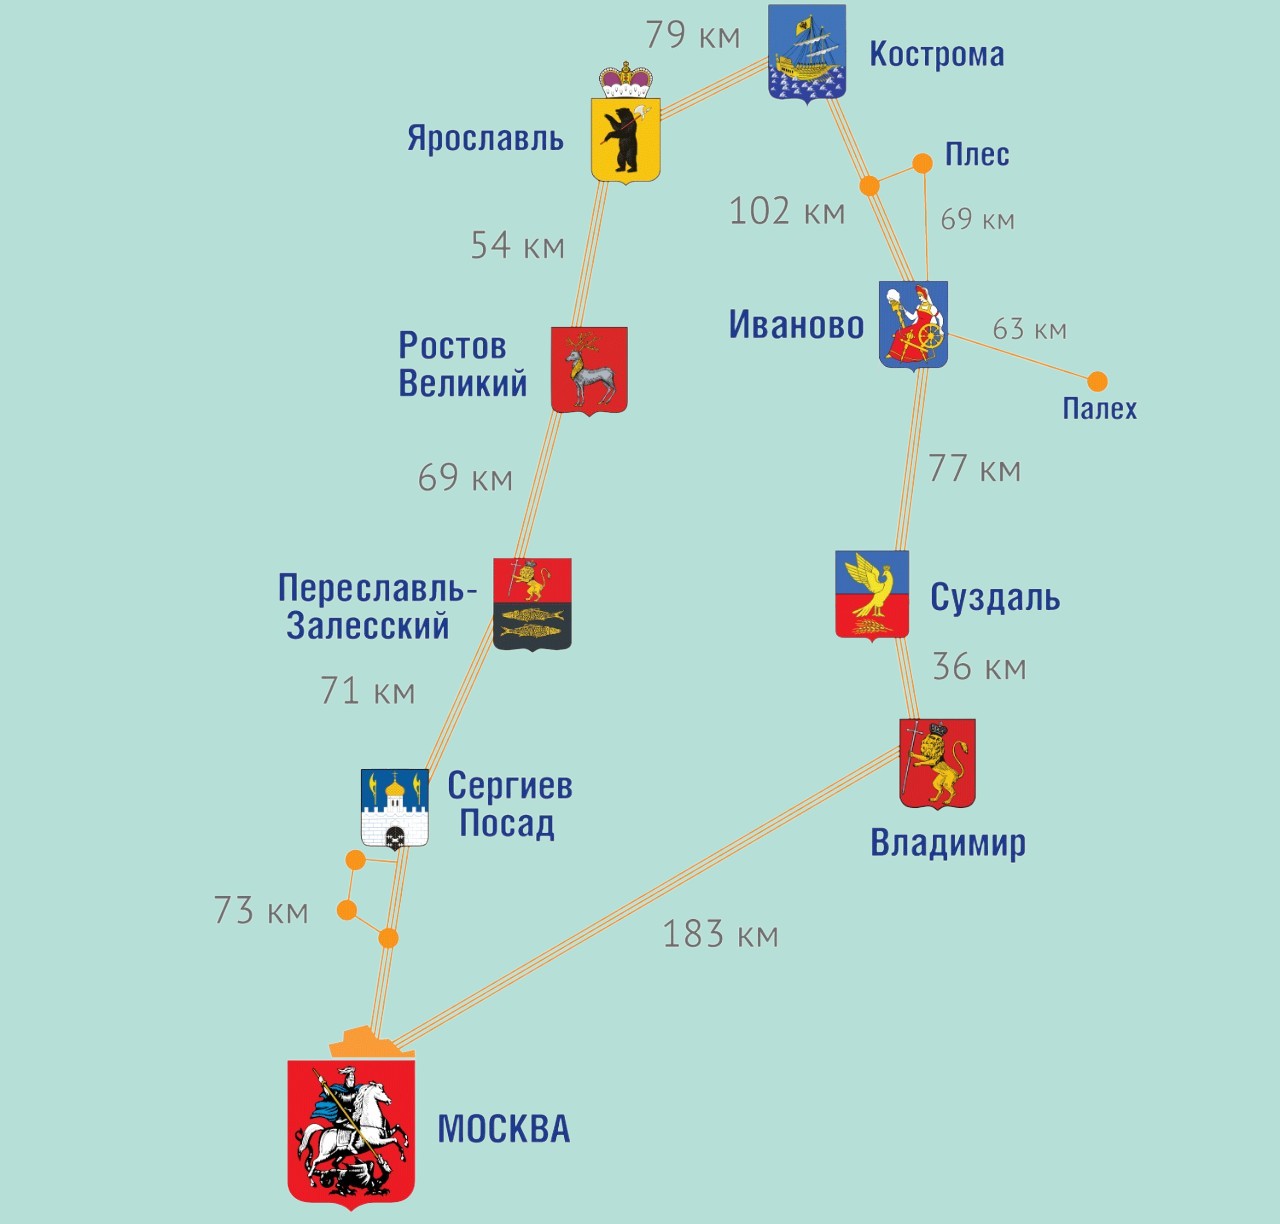 79 км
Кострома
Ярославль
Плес
102 км
69 км
54 км
Иваново
63 км
Ростов
Великий
Палех
69 км
77 км
Переславль-
Залесский
Суздаль
36 км
71 км
Сергиев
Посад
Владимир
73 км
183 км
МОСКВА